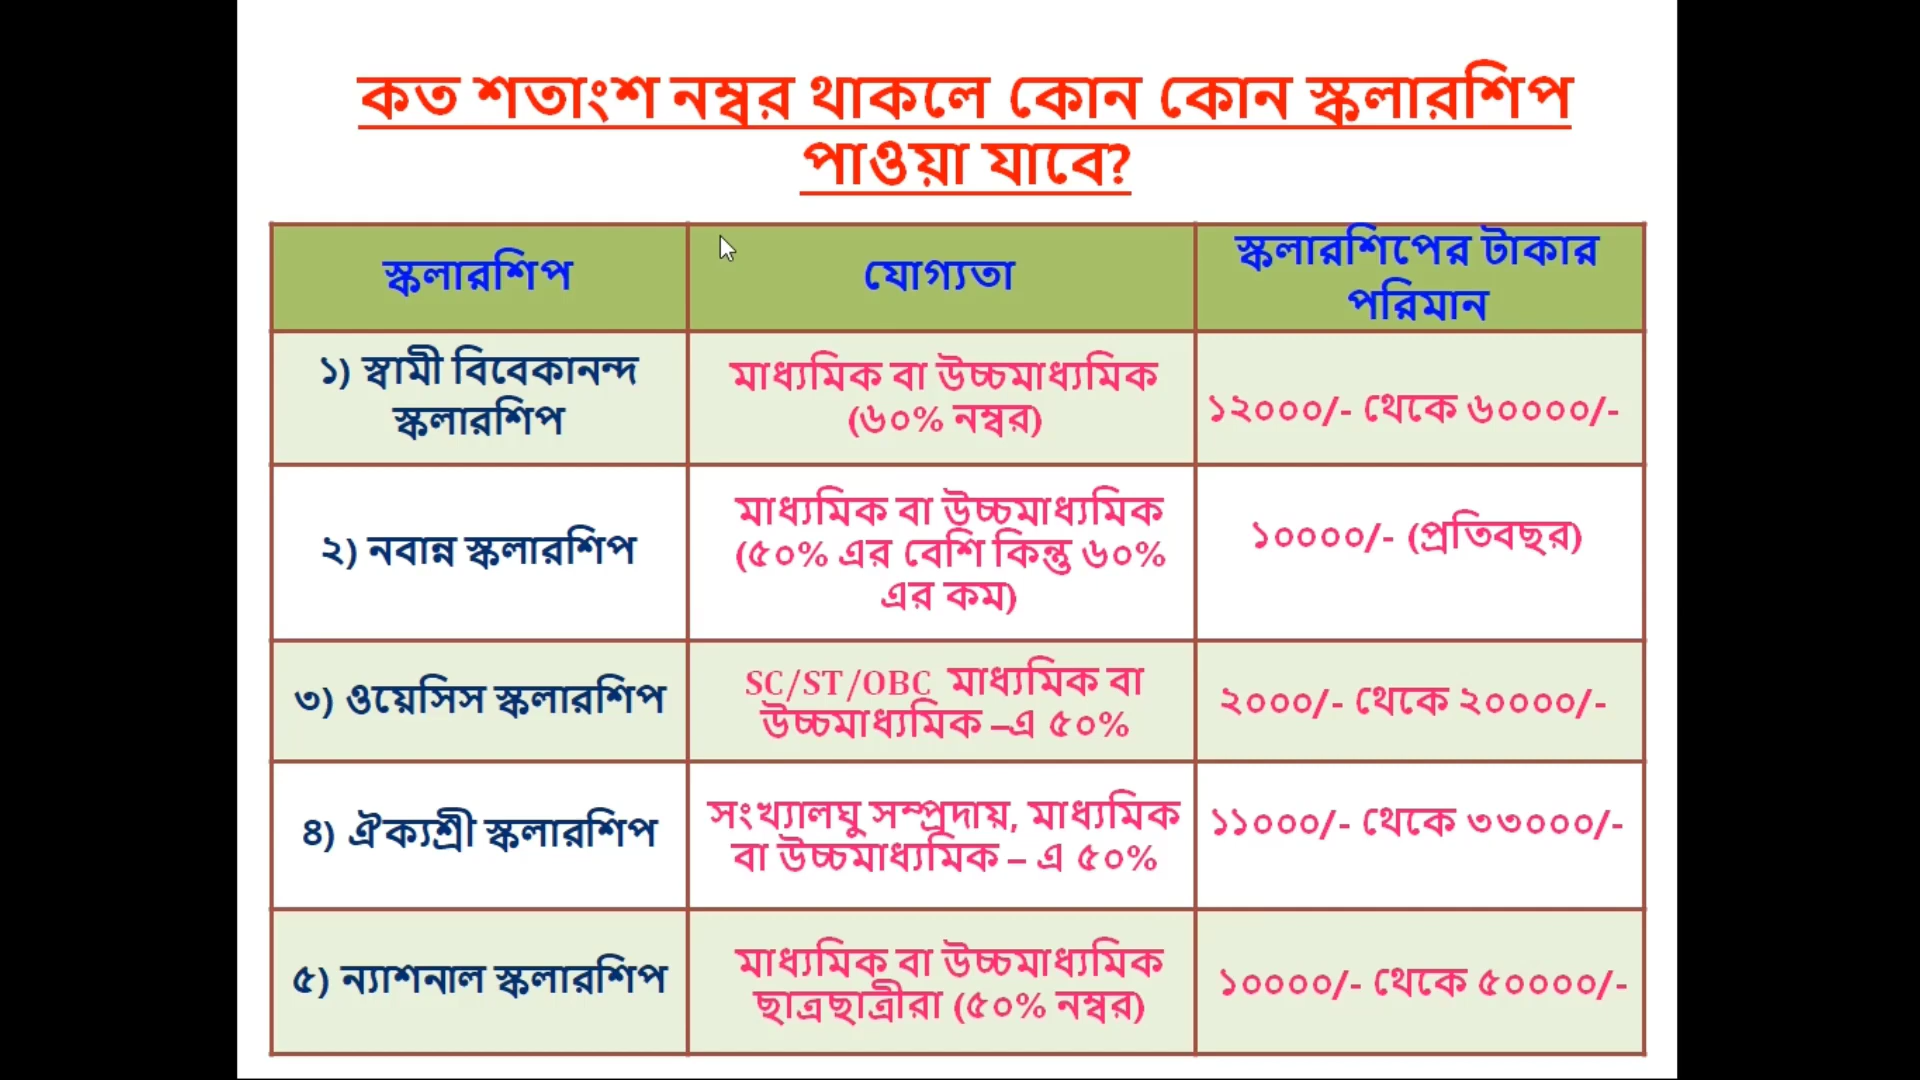 কত শতাংশ নম্বর থাকলে কোন কোন স্কলারশিপ
পাওয়া যাবে?
স্কলারশিপ
যোগ্যতা
স্কলারশিপের টাকার
পরিমান
১) স্বামী বিবেকানন্দ
স্কলারশিপ
মাধ্যমিক বা উচ্চমাধ্যমিক
(৬০% নম্বর)
১২০০০/- থেকে ৬০০০০/-
২) নবান্ন স্কলারশিপ
মাধ্যমিক বা উচ্চমাধ্যমিক
(৫০% এর বেশি কিন্তু ৬০%
এর কম)
১০০০০/- (প্রতিবছর)
৩) ওয়েসিস স্কলারশিপ
SC/ST/OBC মাধ্যমিক বা
উচ্চমাধ্যমিক –এ ৫০%
২০০০/- থেকে ২০০০০/-
৪) ঐক্যশ্রী স্কলারশিপ
সংখ্যালঘু সম্প্রদায়, মাধ্যমিক
বা উচ্চমাধ্যমিক – এ ৫০%
১১০০০/- থেকে ৩৩০০০/-
৫) ন্যাশনাল স্কলারশিপ
মাধ্যমিক বা উচ্চমাধ্যমিক
ছাত্রছাত্রীরা (৫০% নম্বর)
১০০০০/- থেকে ৫০০০০/-